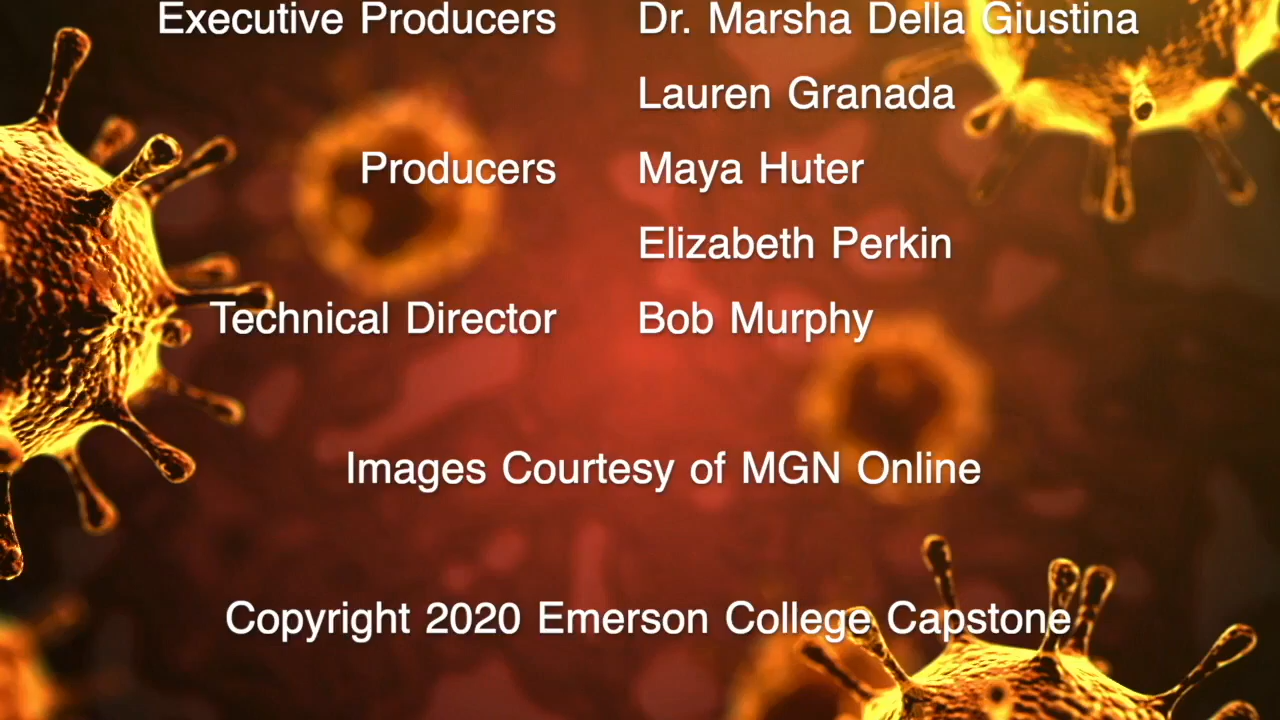 Executive Producers Dr. Marsha Della Giustina
Lauren Granada
Producers Maya Huter
Elizabeth Perkin
Technical Director Bob Murphy
Images Courtesy of MGN Online
Copyright 2020 Emerson College Capstone